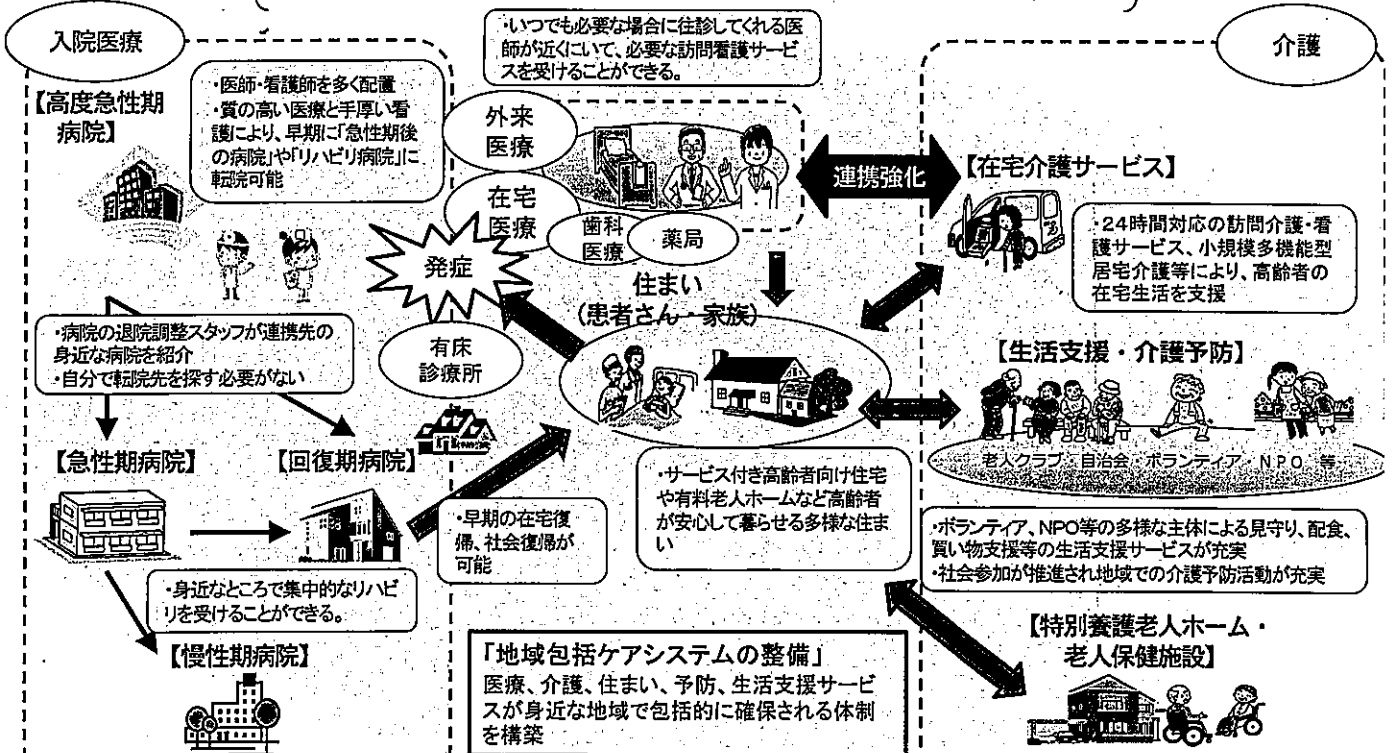 入院医療
・いつでも必要な場合に往診してくれる医
師が近くにいて、必要な訪問看護サービ
スを受けることができる。
介護
【高度急性期
病院】
・医師・看護師を多く配置
・質の高い医療と手厚い看
護により、早期に「急性期後
の病院」や「リハビリ病院」に
転院可能
外来
医療
在宅
医療
歯科
医療
薬局
連携強化
【在宅介護サービス】
・24時間対応の訪問介護・看
護サービス、小規模多機能型
居宅介護等により、高齢者の
在宅生活を支援
発症
住まい
(患者さん・家族)
・病院の退院調整スタッフが連携先の
身近な病院を紹介
・自分で転院先を探す必要がない
有床
診療所
【生活支援・介護予防】
老人クラブ・自治会・ボランティア・NPO 等
【急性期病院】
【回復期病院】
・早期の在宅復
帰、社会復帰が
可能
・サービス付き高齢者向け住宅
や有料老人ホームなど高齢者
が安心して暮らせる多様な住ま
い
・ボランティア、NPO等の多様な主体による見守り、配食、
買い物支援等の生活支援サービスが充実
・社会参加が推進され地域での介護予防活動が充実
・身近なところで集中的なリハビ
リを受けることができる。
【慢性期病院】
「地域包括ケアシステムの整備」
医療、介護、住まい、予防、生活支援サービ
スが身近な地域で包括的に確保される体制
を構築
【特別養護老人ホーム・
老人保健施設】